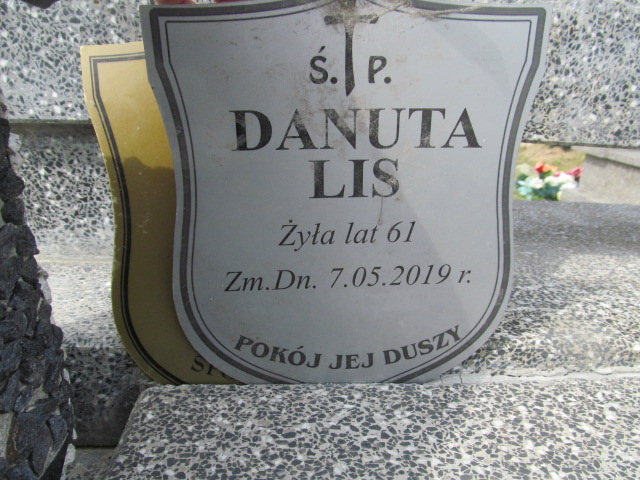 Ś. P.
DANUTA
LIS
Żyła lat 61
Zm.Dn. 7.05.2019 r.
POKÓJ JEJ DUSZY